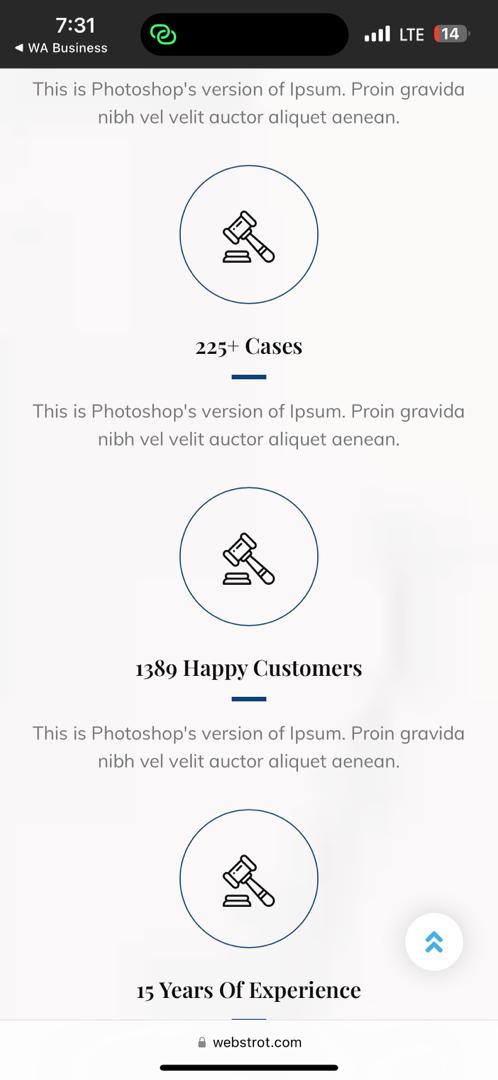 7:31
LTE
14
◀ WA Business
This is Photoshop's version of Ipsum. Proin gravida
nibh vel velit auctor aliquet aenean.
225+ Cases
This is Photoshop's version of Ipsum. Proin gravida
nibh vel velit auctor aliquet aenean.
1389 Happy Customers
This is Photoshop's version of Ipsum. Proin gravida
nibh vel velit auctor aliquet aenean.
15 Years Of Experience
webstrot.com